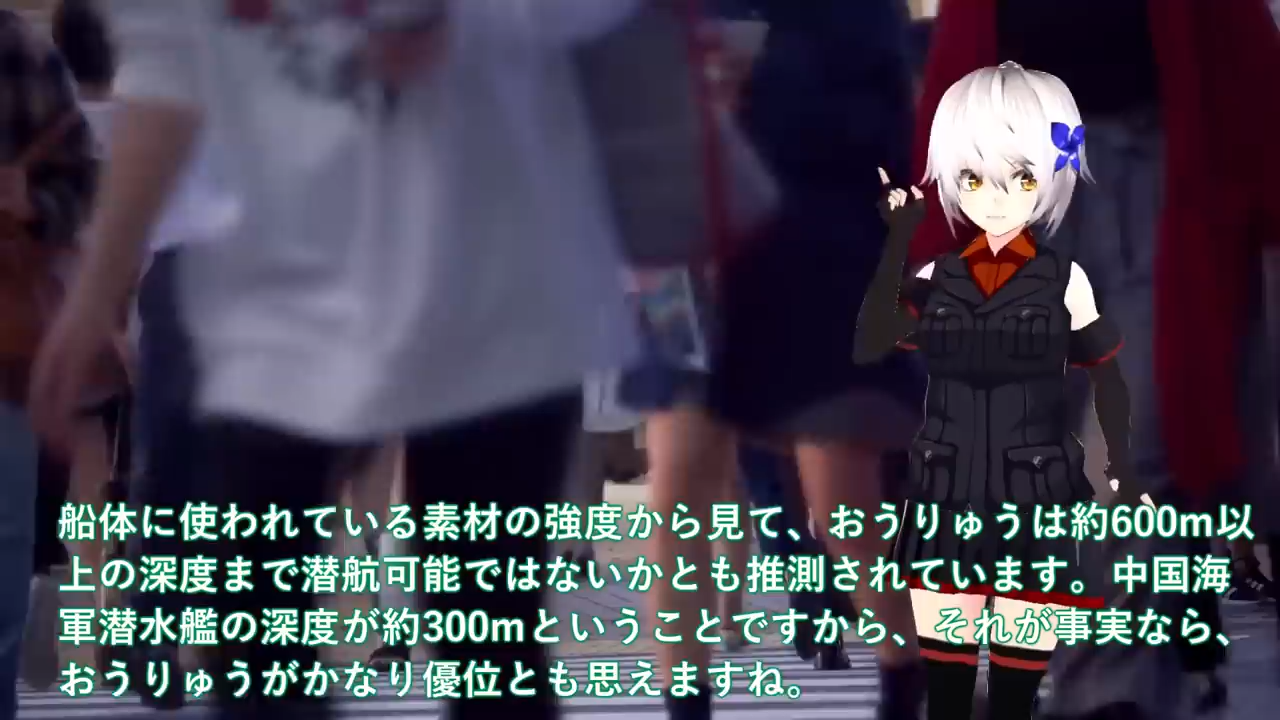 船体に使われている素材の強度から見て、おうりゅうは約600m以
上の深度まで潜航可能ではないかとも推測されています。中国海
軍潜水艦の深度が約300mということですから、それが事実なら、
おうりゅうがかなり優位とも思えますね。